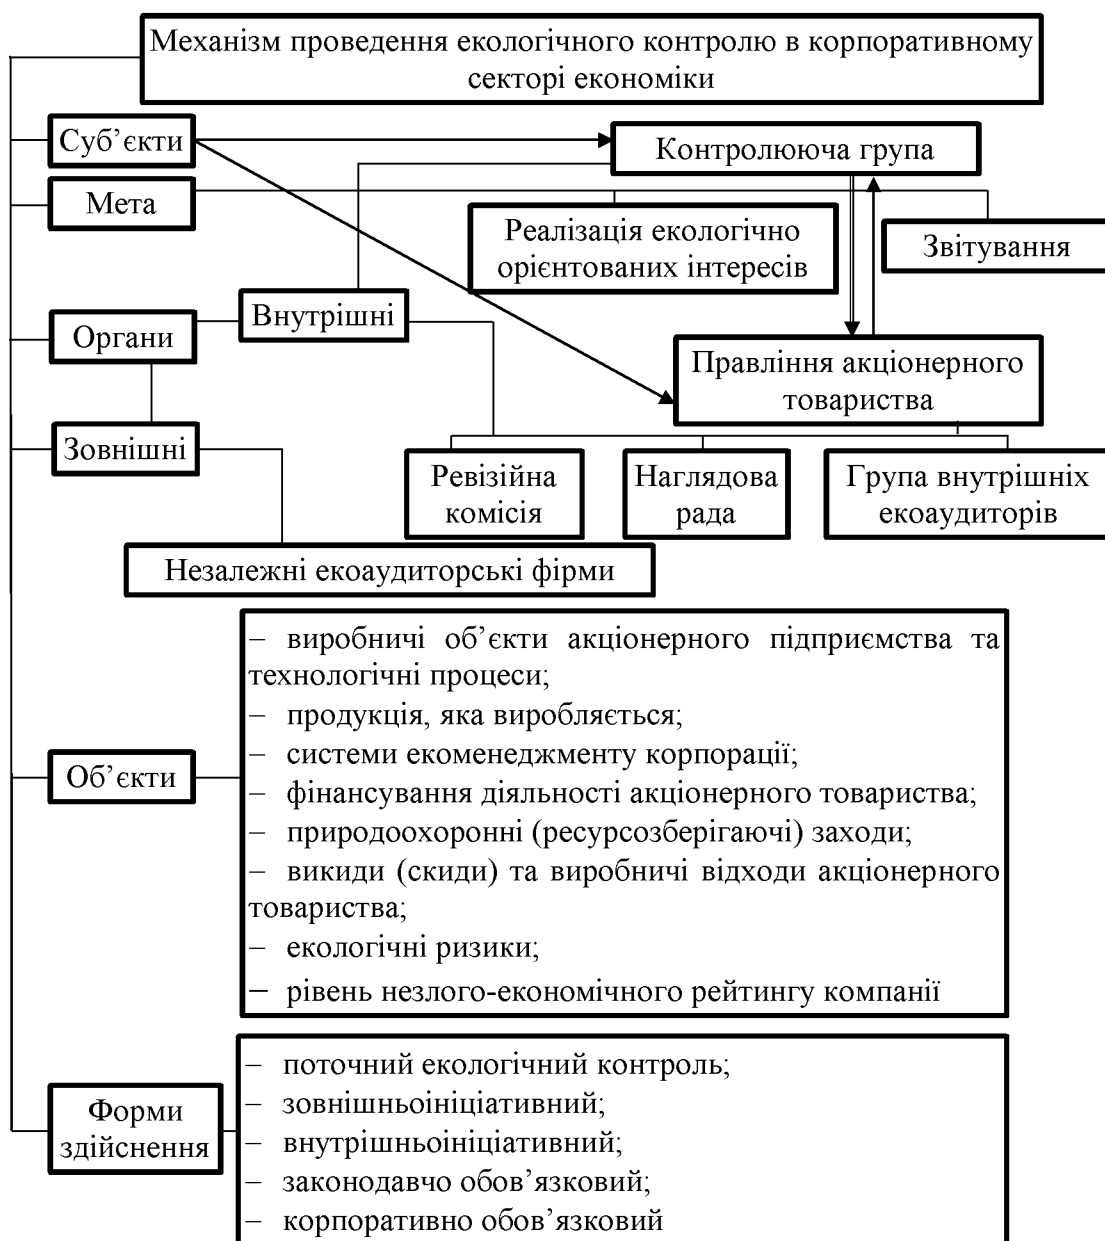 Механізм проведення екологічного контролю в корпоративному
секторі економіки
Суб’єкти
Контролююча група
Мета
Реалізація екологічно
орієнтованих інтересів
Звітування
Органи
Внутрішні
Правління акціонерного
товариства
Зовнішні
Ревізійна
комісія
Наглядова
рада
Група внутрішніх
екоаудиторів
Незалежні екоаудиторські фірми
Об’єкти
– виробничі об’єкти акціонерного підприємства та
технологічні процеси;
– продукція, яка виробляється;
– системи екоменеджменту корпорації;
– фінансування діяльності акціонерного товариства;
– природоохоронні (ресурсозберігаючі) заходи;
– викиди (скиди) та виробничі відходи акціонерного
товариства;
– екологічні ризики;
– рівень незлого-економічного рейтингу компанії
Форми
здійснення
– поточний екологічний контроль;
– зовнішньоініціативний;
– внутрішньоініціативний;
– законодавчо обов’язковий;
– корпоративно обов’язковий